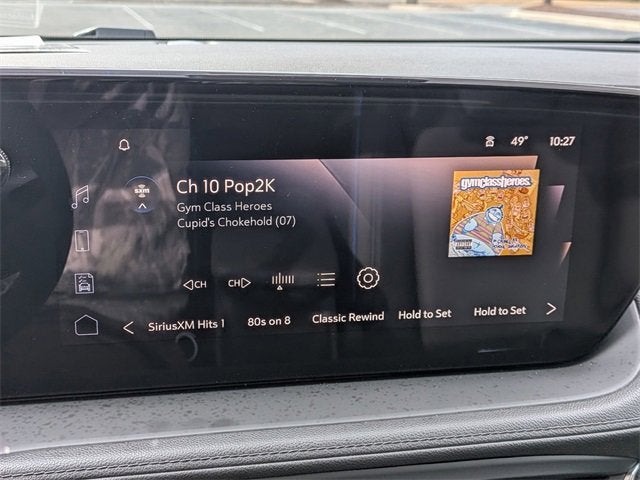 49° 10:27
sxm
Ch 10 Pop2K
Gym Class Heroes
Cupid's Chokehold (07)
gymclassheroes.
CH CH
SiriusXM Hits 1 80s on 8 Classic Rewind Hold to Set Hold to Set